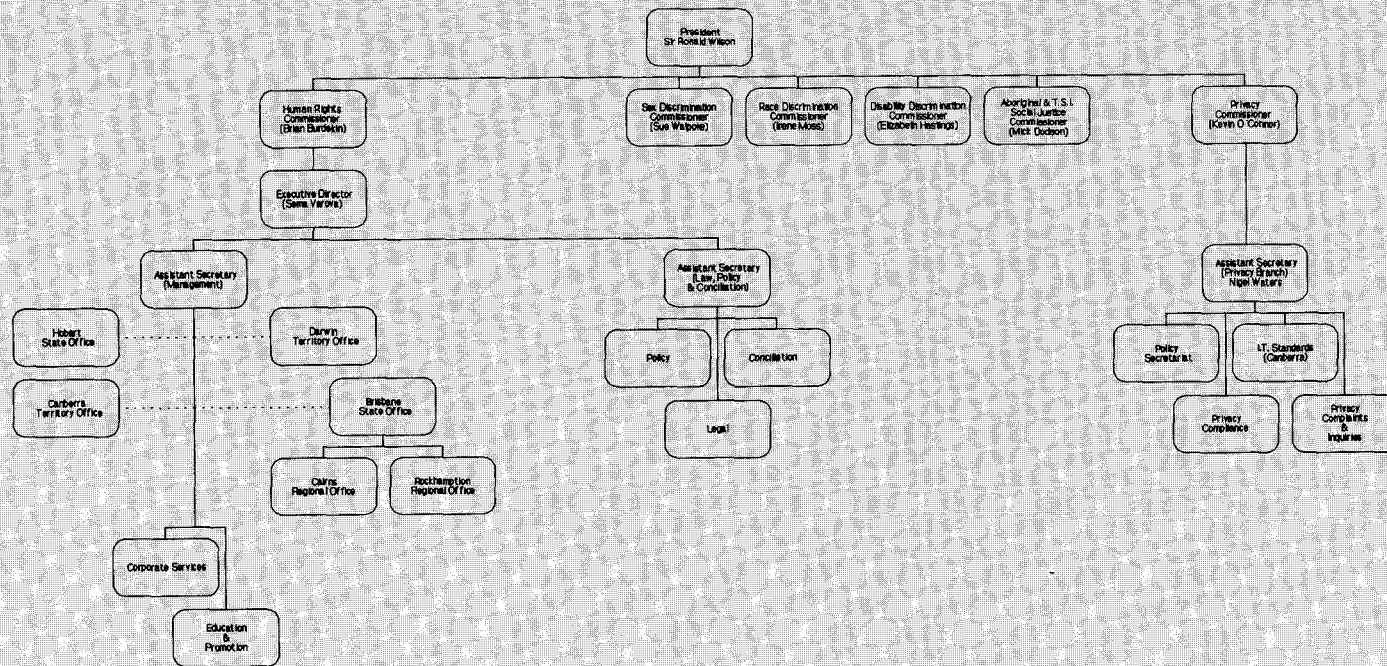 President
Sir Ronald Wilson
Human Rights
Commissioner
(Brian Burdekin)
Sex Discrimination
Commissioner
(Sue Walpole)
Race Discrimination
Commissioner
(Irene Moss)
Disability Discrimination
Commissioner
(Elizabeth Hastings)
Aboriginal & T.S.I.
Social Justice
Commissioner
(Mick Dodson)
Privacy
Commissioner
(Kevin O'Connor)
Executive Director
(Sema Varova)
Assistant Secretary
(Management)
Assistant Secretary
(Law, Policy
& Conciliation)
Assistant Secretary
(Privacy Branch)
Nigel Waters
Hobart
State Office
Darwin
Territory Office
Policy
Conciliation
Policy
Secretariat
I.T. Standards
(Canberra)
Canberra
Territory Office
Brisbane
State Office
Legal
Privacy
Compliance
Privacy
Complaints
&
Inquiries
Cairns
Regional Office
Rockhampton
Regional Office
Corporate Services
Education
&
Promotion